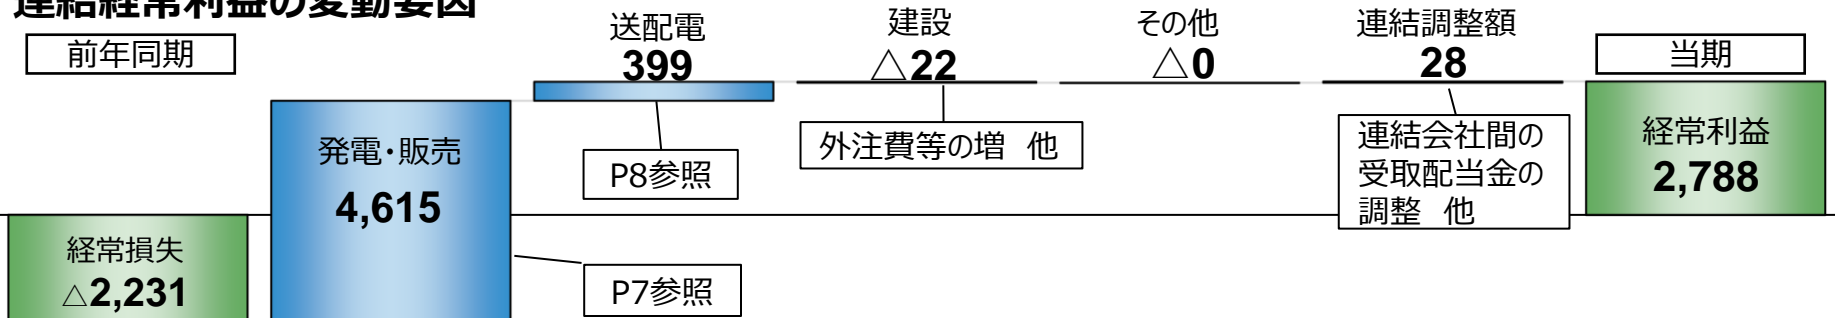 連結経常利益の変動要因
前年同期
経常損失
△2,231
発電・販売
4,615
P7参照
送配電
399
P8参照
建設
△22
外注費等の増 他
その他
△0
連結調整額
28
連結会社間の
受取配当金の
調整 他
当期
経常利益
2,788